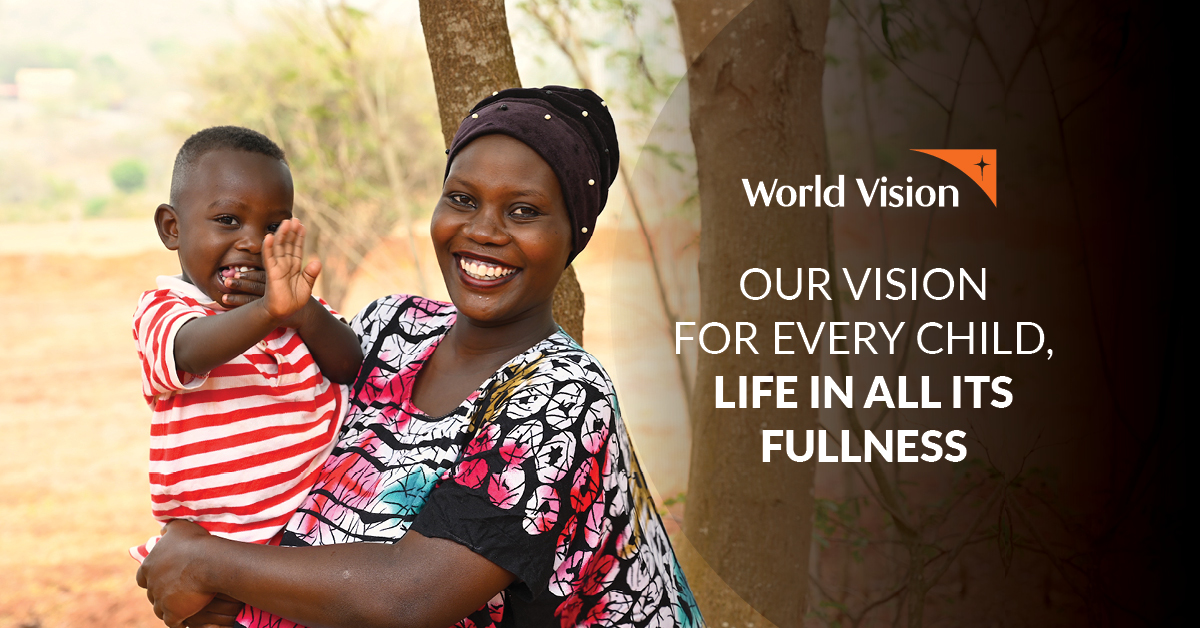 World Vision
OUR VISION
FOR EVERY CHILD,
LIFE IN ALL ITS
FULLNESS